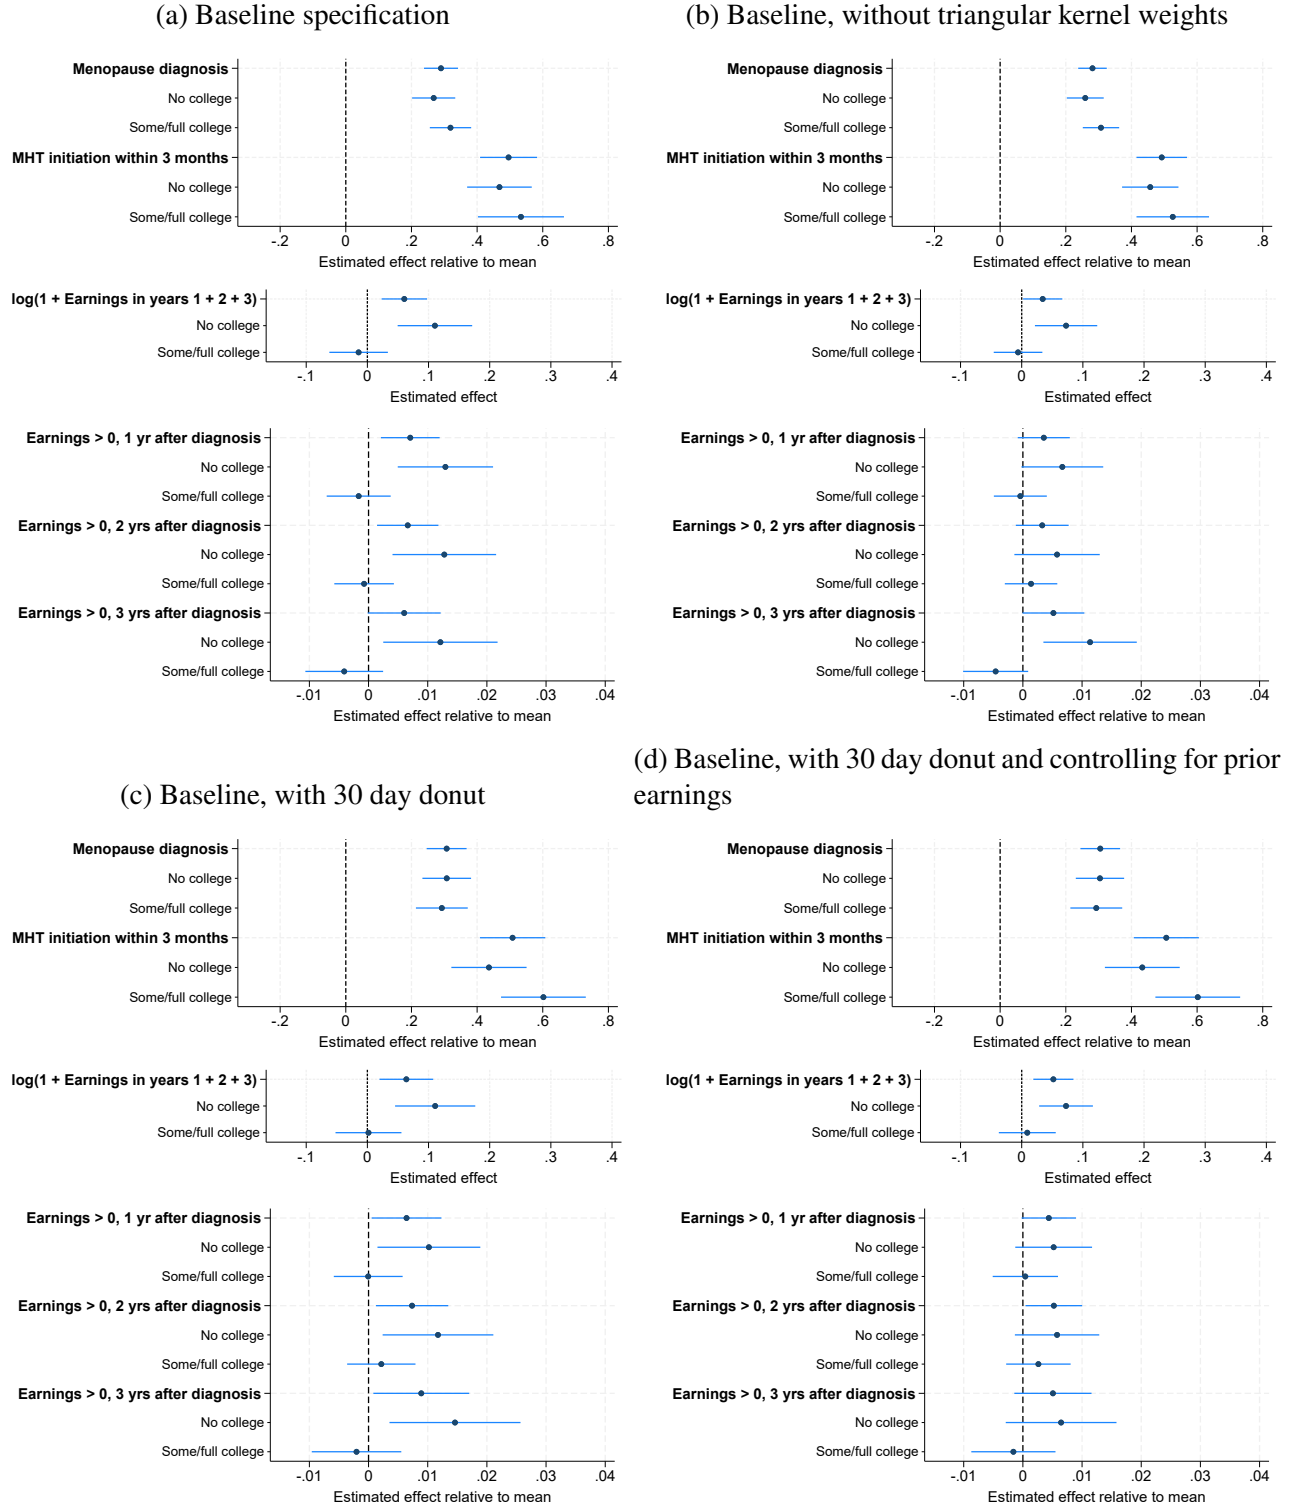 (a) Baseline specification
Menopause diagnosis
No college
Some/full college
MHT initiation within 3 months
No college
Some/full college
-.2 0 .2 .4 .6 .8
Estimated effect relative to mean
log(1 + Earnings in years 1 + 2 + 3)
No college
Some/full college
-.1 0 .1 .2 .3 .4
Estimated effect
Earnings > 0, 1 yr after diagnosis
No college
Some/full college
Earnings > 0, 2 yrs after diagnosis
No college
Some/full college
Earnings > 0, 3 yrs after diagnosis
No college
Some/full college
-.01 0 .01 .02 .03 .04
Estimated effect relative to mean
(b) Baseline, without triangular kernel weights
Menopause diagnosis
No college
Some/full college
MHT initiation within 3 months
No college
Some/full college
-.2 0 .2 .4 .6 .8
Estimated effect relative to mean
log(1 + Earnings in years 1 + 2 + 3)
No college
Some/full college
-.1 0 .1 .2 .3 .4
Estimated effect
Earnings > 0, 1 yr after diagnosis
No college
Some/full college
Earnings > 0, 2 yrs after diagnosis
No college
Some/full college
Earnings > 0, 3 yrs after diagnosis
No college
Some/full college
-.01 0 .01 .02 .03 .04
Estimated effect relative to mean
(c) Baseline, with 30 day donut
Menopause diagnosis
No college
Some/full college
MHT initiation within 3 months
No college
Some/full college
-.2 0 .2 .4 .6 .8
Estimated effect relative to mean
log(1 + Earnings in years 1 + 2 + 3)
No college
Some/full college
-.1 0 .1 .2 .3 .4
Estimated effect
Earnings > 0, 1 yr after diagnosis
No college
Some/full college
Earnings > 0, 2 yrs after diagnosis
No college
Some/full college
Earnings > 0, 3 yrs after diagnosis
No college
Some/full college
-.01 0 .01 .02 .03 .04
Estimated effect relative to mean
(d) Baseline, with 30 day donut and controlling for prior
earnings
Menopause diagnosis
No college
Some/full college
MHT initiation within 3 months
No college
Some/full college
-.2 0 .2 .4 .6 .8
Estimated effect relative to mean
log(1 + Earnings in years 1 + 2 + 3)
No college
Some/full college
-.1 0 .1 .2 .3 .4
Estimated effect
Earnings > 0, 1 yr after diagnosis
No college
Some/full college
Earnings > 0, 2 yrs after diagnosis
No college
Some/full college
Earnings > 0, 3 yrs after diagnosis
No college
Some/full college
-.01 0 .01 .02 .03 .04
Estimated effect relative to mean